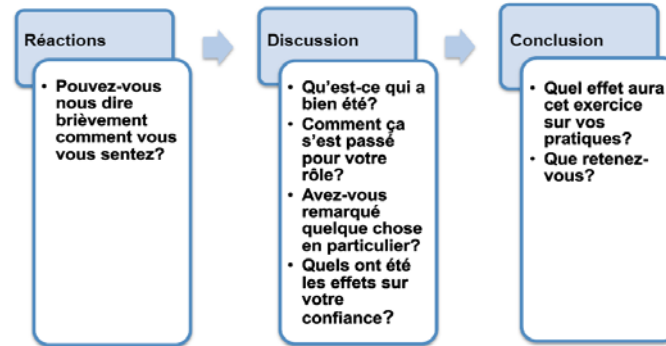 Réactions
• Pouvez-vous
nous dire
brièvement
comment vous
vous sentez?
Discussion
• Qu'est-ce qui a
bien été?
• Comment ça
s'est passé
pour votre
rôle?
• Avez-vous
remarqué
quelque chose
en particulier?
• Quels ont été
les effets sur
votre
confiance?
Conclusion
• Quel effet aura
cet exercice
sur vos
pratiques?
• Que retenez-
vous?